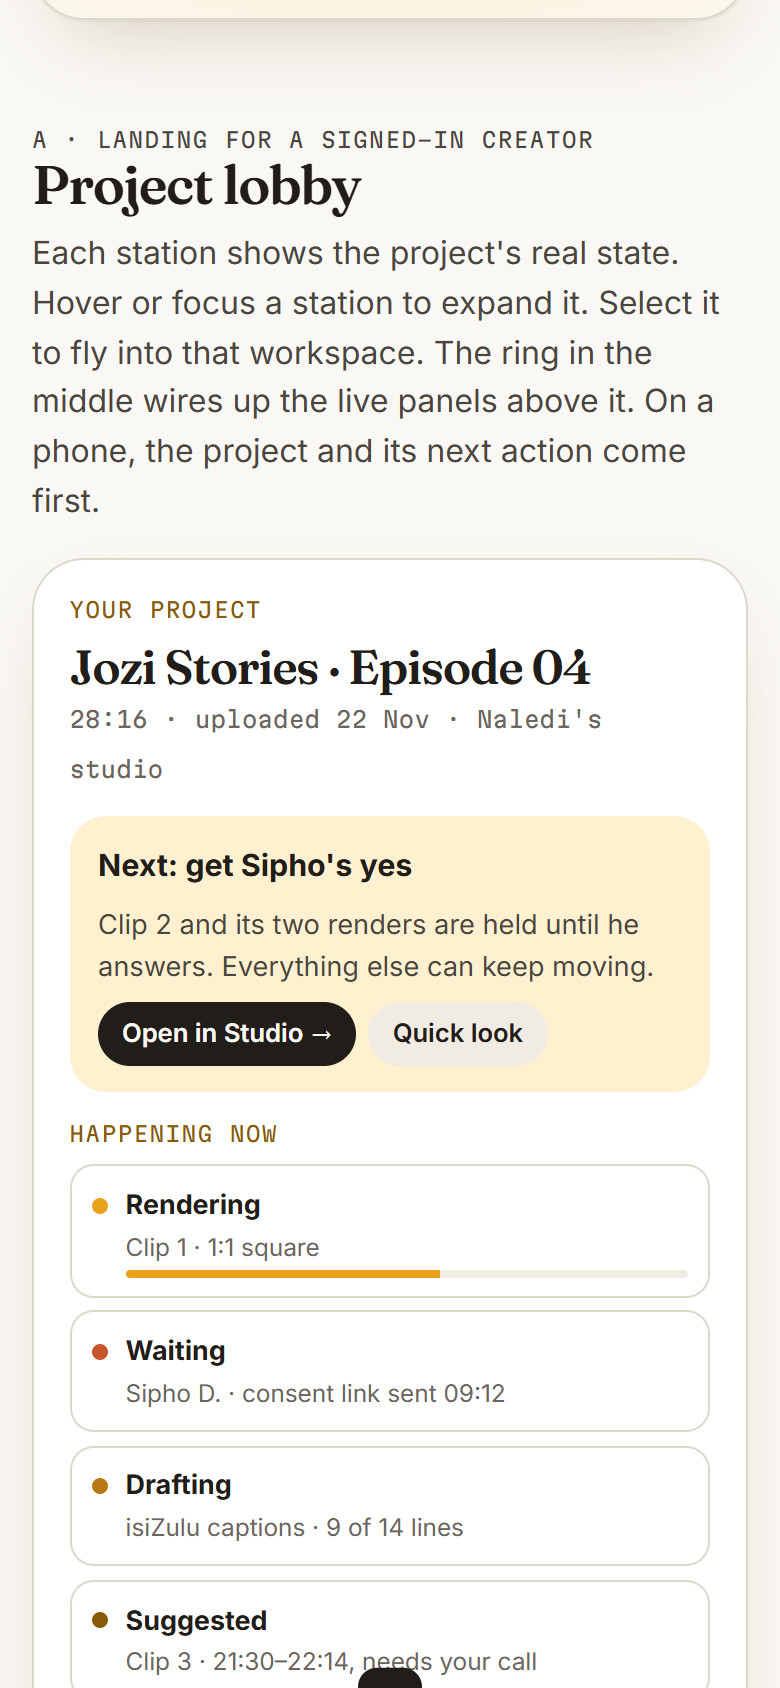 A · LANDING FOR A SIGNED-IN CREATOR
Project lobby
Each station shows the project's real state.
Hover or focus a station to expand it. Select it
to fly into that workspace. The ring in the
middle wires up the live panels above it. On a
phone, the project and its next action come
first.
YOUR PROJECT
Jozi Stories · Episode 04
28:16 · uploaded 22 Nov · Naledi's
studio
Next: get Sipho's yes
Clip 2 and its two renders are held until he
answers. Everything else can keep moving.
Open in Studio →
Quick look
HAPPENING NOW
Rendering
Clip 1 · 1:1 square
Waiting
Sipho D. · consent link sent 09:12
Drafting
isiZulu captions · 9 of 14 lines
Suggested
Clip 3 · 21:30–22:14, needs your call